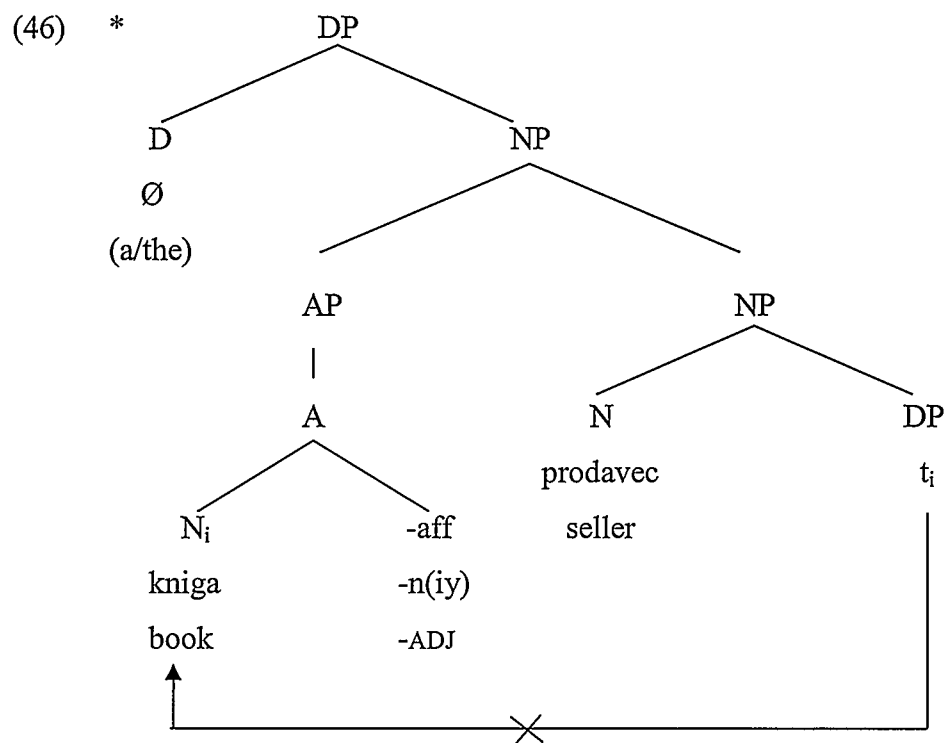 (46) * DP
D NP
Ø
(a/the)
AP NP
A N DP
prodavec tᵢ
Nᵢ -aff seller
kniga -n(iy)
book -ADJ